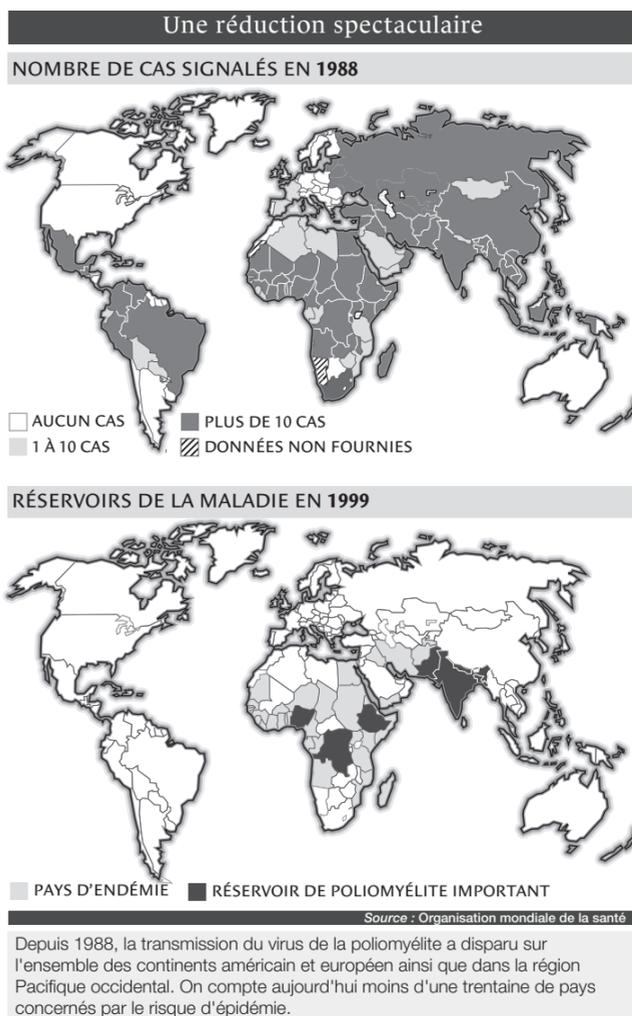 Une réduction spectaculaire
NOMBRE DE CAS SIGNALÉS EN 1988
AUCUN CAS
PLUS DE 10 CAS
1 À 10 CAS
DONNÉES NON FOURNIES
RÉSERVOIRS DE LA MALADIE EN 1999
PAYS D'ENDÉMIE
RÉSERVOIR DE POLIOMYÉLITE IMPORTANT
Source : Organisation mondiale de la santé
Depuis 1988, la transmission du virus de la poliomyélite a disparu sur
l'ensemble des continents américain et européen ainsi que dans la région
Pacifique occidental. On compte aujourd'hui moins d'une trentaine de pays
concernés par le risque d'épidémie.